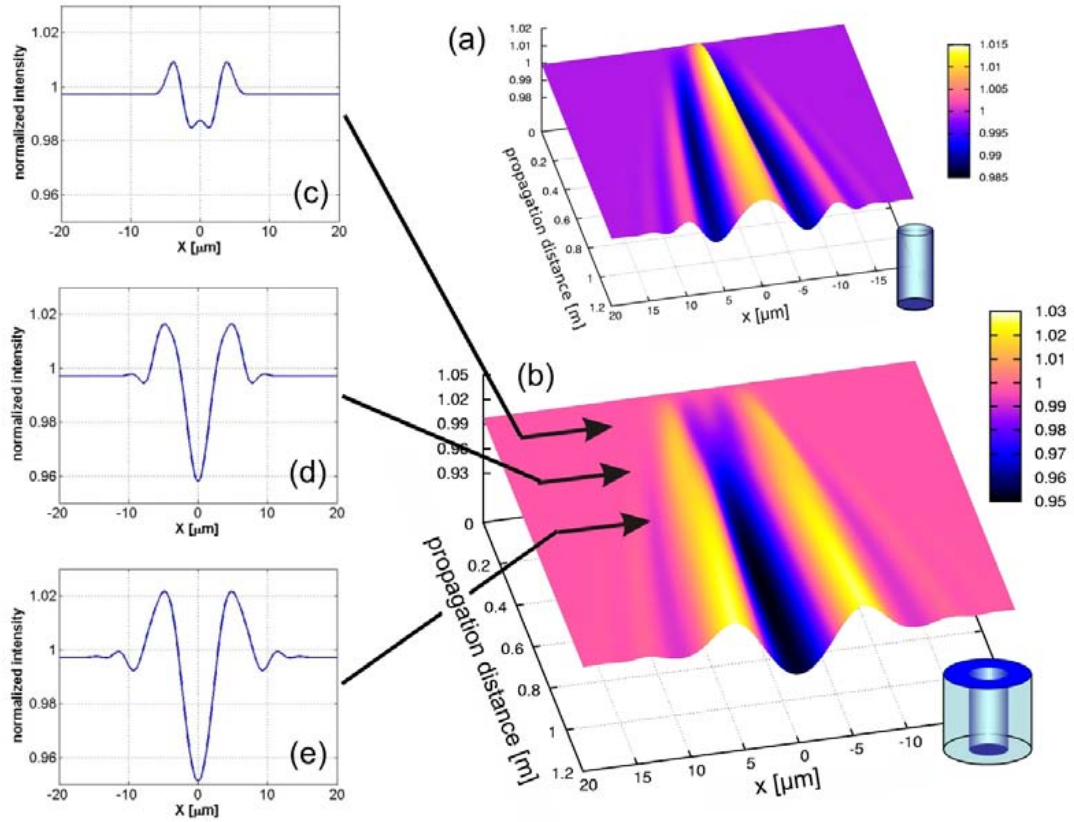 1.02
1
0.98
0.96
normalized intensity
(c)
-20 -10 0 10 20
X [μm]
1.02
1
0.98
0.96
normalized intensity
(d)
-20 -10 0 10 20
X [μm]
1.02
1
0.98
0.96
normalized intensity
(e)
-20 -10 0 10 20
X [μm]
(a)
1.02
1.01
1
0.99
0.98
0
0.2
0.4
0.6
0.8
1
1.2
propagation distance [m]
20 15 10 5 0 -5 -10 -15
x [μm]
1.015
1.01
1.005
1
0.995
0.99
0.985
(b)
1.05
1.02
0.99
0.96
0.93
0
0.2
0.4
0.6
0.8
1
1.2
propagation distance [m]
20 15 10 5 0 -5 -10
x [μm]
1.03
1.02
1.01
1
0.99
0.98
0.97
0.96
0.95